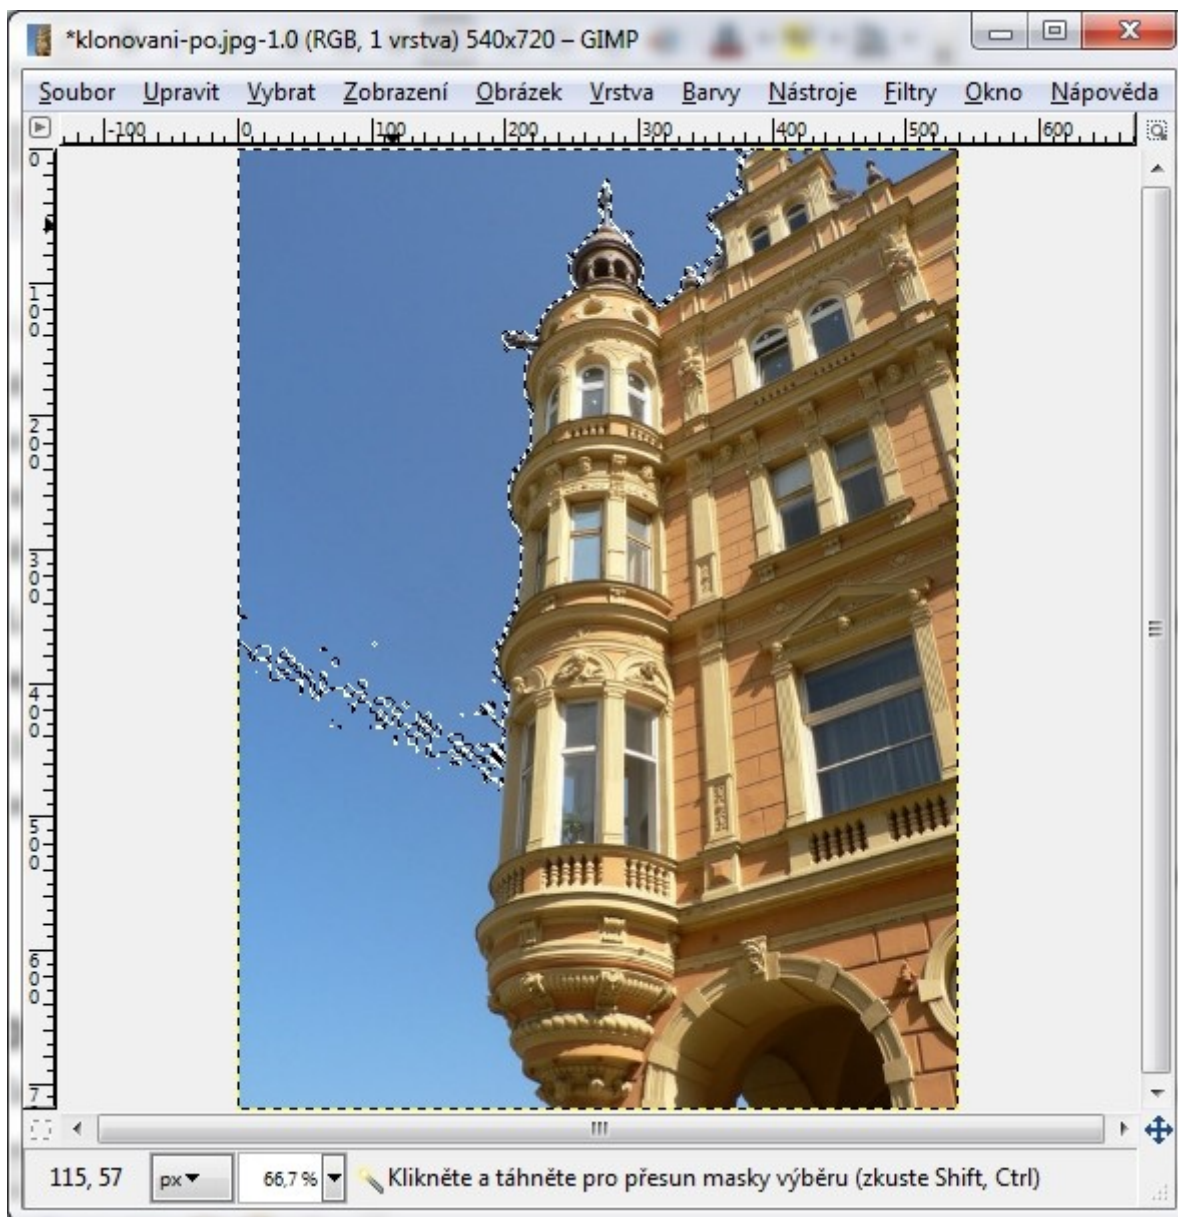 *klonovani-po.jpg-1.0 (RGB, 1 vrstva) 540x720 – GIMP
Soubor Upravit Vybrat Zobrazení Obrázek Vrstva Barvy Nástroje Filtry Okno Nápověda
-100 0 100 200 300 400 500 600
0
100
200
300
400
500
600
7
115, 57 px 66,7 % Klikněte a táhněte pro přesun masky výběru (zkuste Shift, Ctrl)